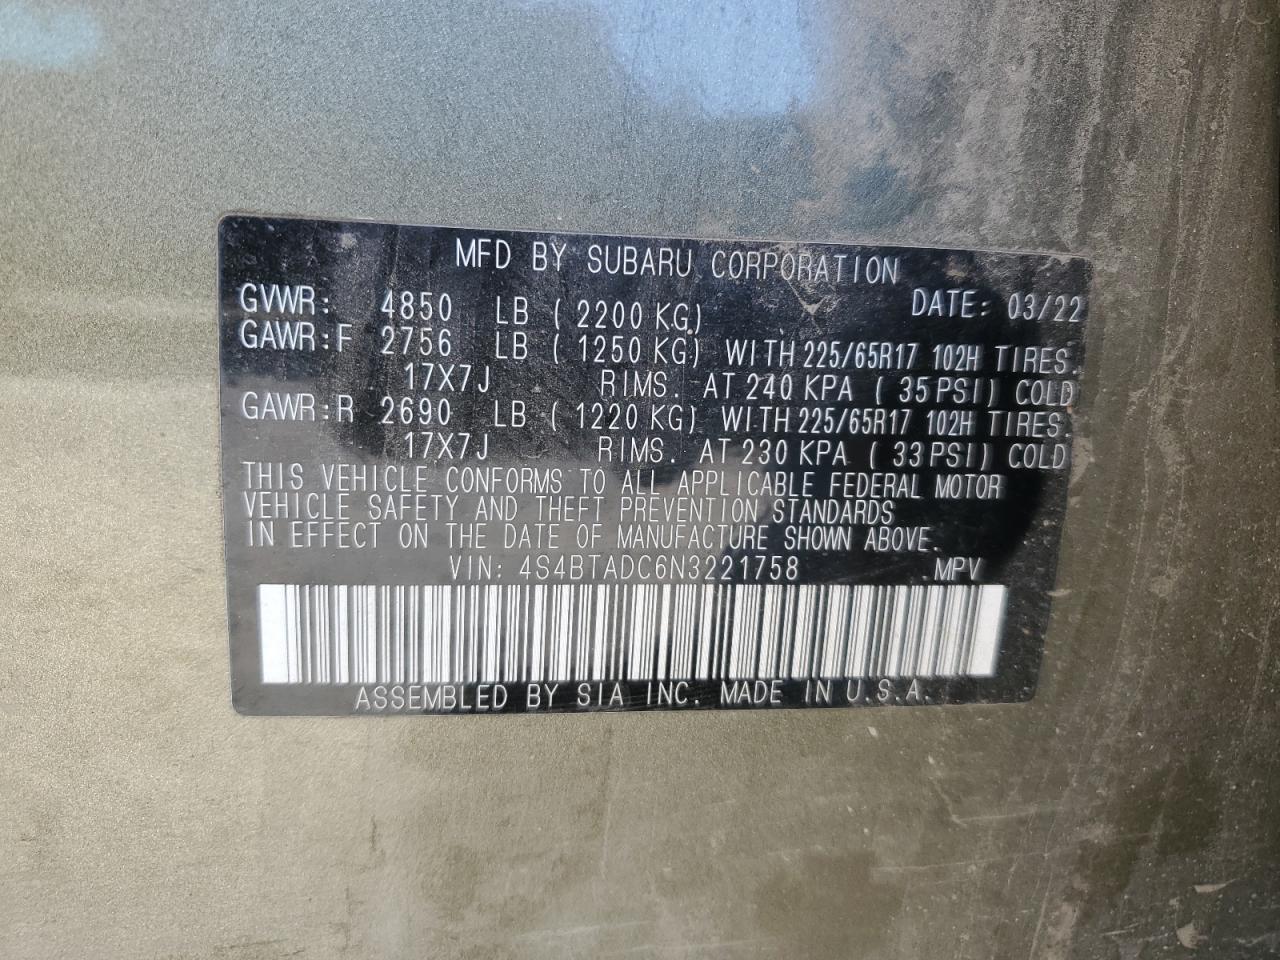 MFD BY SUBARU CORPORATION
GVWR: 4850 LB ( 2200 KG) DATE: 03/22
GAWR:F 2756 LB ( 1250 KG) WITH 225/65R17 102H TIRES.
17X7J RIMS. AT 240 KPA ( 35 PSI) COLD
GAWR:R 2690 LB ( 1220 KG) WITH 225/65R17 102H TIRES.
17X7J RIMS. AT 230 KPA ( 33 PSI) COLD
THIS VEHICLE CONFORMS TO ALL APPLICABLE FEDERAL MOTOR
VEHICLE SAFETY AND THEFT PREVENTION STANDARDS
IN EFFECT ON THE DATE OF MANUFACTURE SHOWN ABOVE.
VIN: 4S4BTADC6N3221758 MPV
ASSEMBLED BY SIA INC. MADE IN U.S.A.